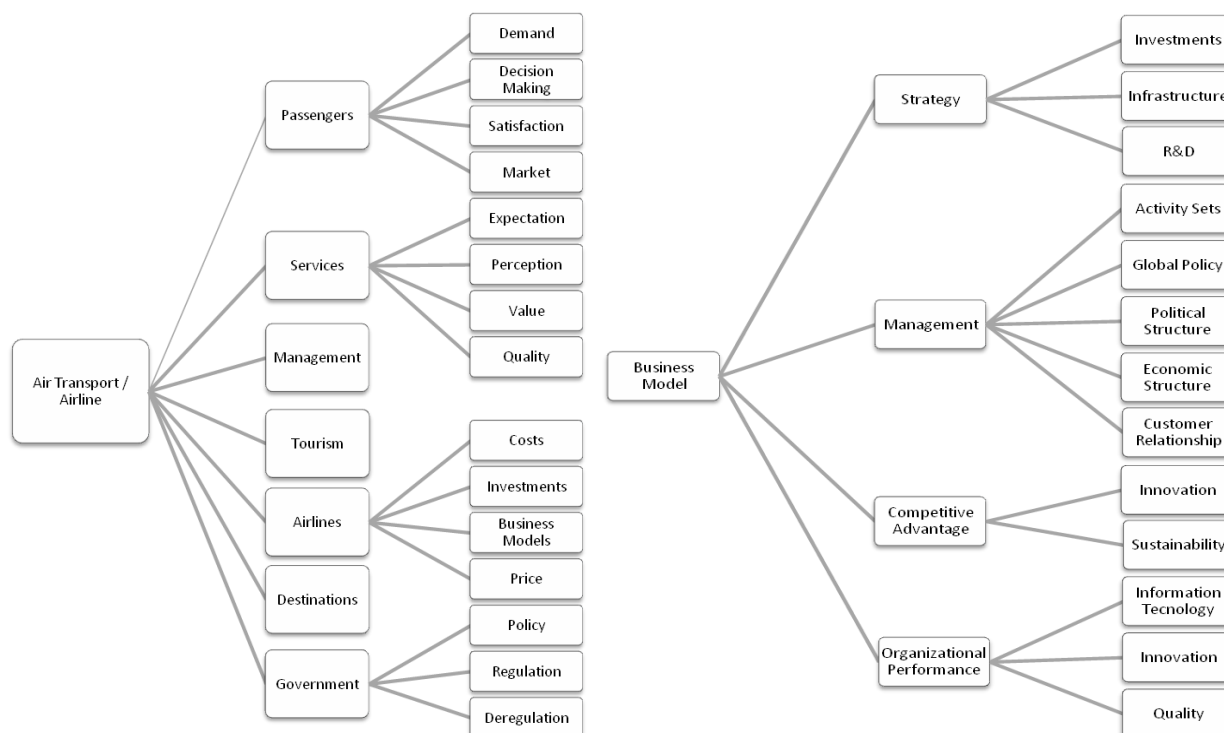 Air Transport /
Airline
Passengers
Demand
Decision
Making
Satisfaction
Market
Services
Expectation
Perception
Value
Quality
Management
Tourism
Airlines
Costs
Investments
Business
Models
Price
Destinations
Government
Policy
Regulation
Deregulation
Business
Model
Strategy
Investments
Infrastructure
R&D
Management
Activity Sets
Global Policy
Political
Structure
Economic
Structure
Customer
Relationship
Competitive
Advantage
Innovation
Sustainability
Organizational
Performance
Information
Tecnology
Innovation
Quality